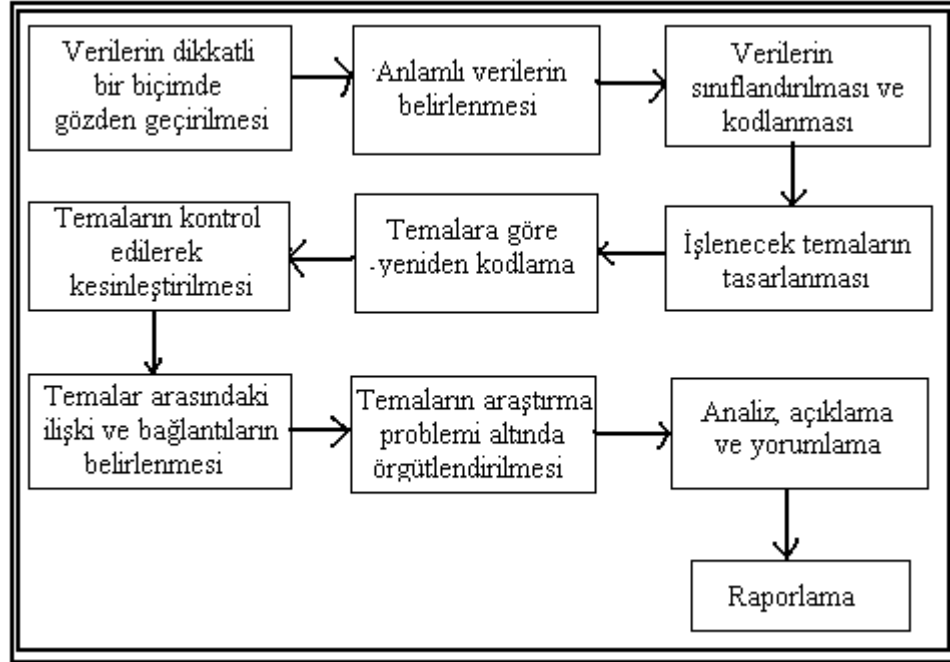 Verilerin dikkatli
bir biçimde
gözden geçirilmesi
Anlamlı verilerin
belirlenmesi
Verilerin
sınıflandırılması ve
kodlanması
İşlenecek temaların
tasarlanması
Temalara göre
yeniden kodlama
Temaların kontrol
edilerek
kesinleştirilmesi
Temalar arasındaki
ilişki ve bağlantıların
belirlenmesi
Temaların araştırma
problemi altında
örgütlendirilmesi
Analiz, açıklama
ve yorumlama
Raporlama